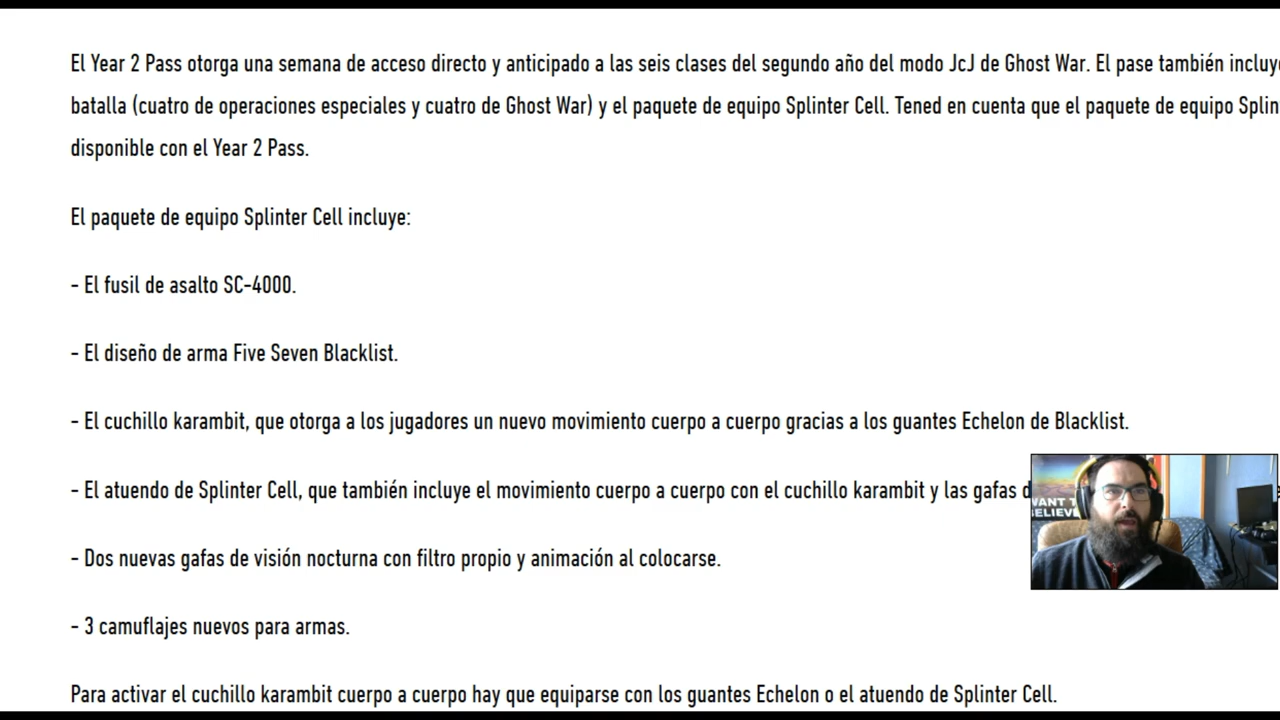 El Year 2 Pass otorga una semana de acceso directo y anticipado a las seis clases del segundo año del modo JcJ de Ghost War. El pase también
batalla (cuatro de operaciones especiales y cuatro de Ghost War) y el paquete de equipo Splinter Cell. Tened en cuenta que el paquete de equipo
disponible con el Year 2 Pass.
El paquete de equipo Splinter Cell incluye:
- El fusil de asalto SC-4000.
- El diseño de arma Five Seven Blacklist.
- El cuchillo karambit, que otorga a los jugadores un nuevo movimiento cuerpo a cuerpo gracias a los guantes Echelon de Blacklist.
- El atuendo de Splinter Cell, que también incluye el movimiento cuerpo a cuerpo con el cuchillo karambit y las gafas
WANT
BELIEVE
- Dos nuevas gafas de visión nocturna con filtro propio y animación al colocarse.
- 3 camuflajes nuevos para armas.
Para activar el cuchillo karambit cuerpo a cuerpo hay que equiparse con los guantes Echelon o el atuendo de Splinter Cell.